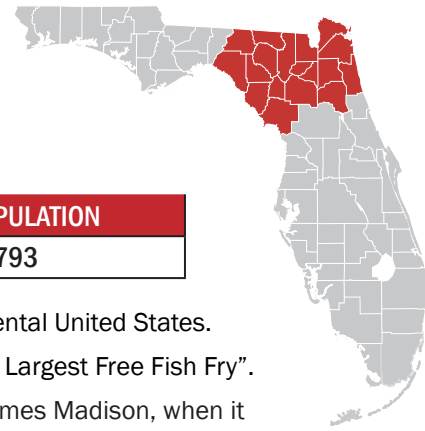 PULATION
793
ental United States.
Largest Free Fish Fry”.
mes Madison, when it